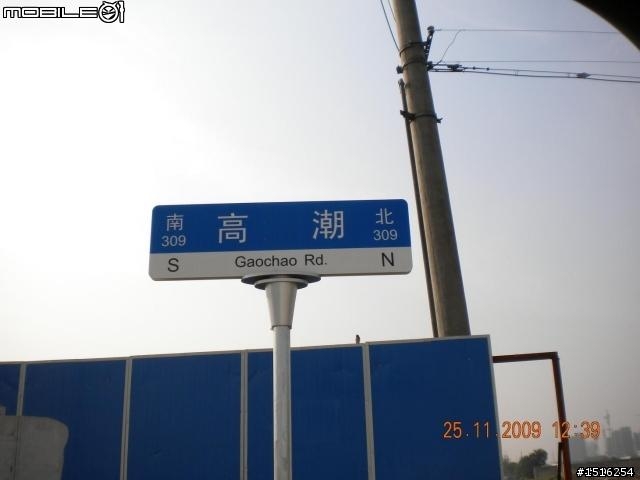 MOBILE01
南 高 潮 北
309 309
S Gaochao Rd. N
25.11.2009 12:39
#1516254